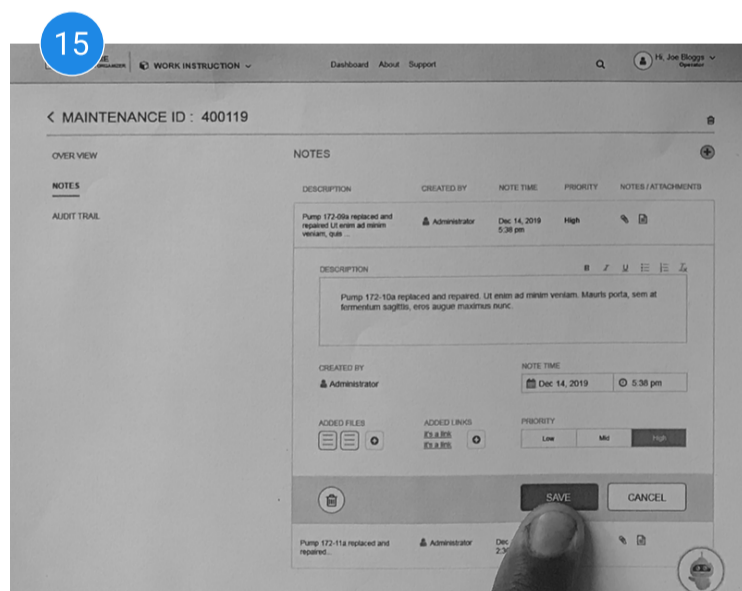 15
WORK INSTRUCTION
Dashboard About Support
Hi, Joe Bloggs
Operator
< MAINTENANCE ID : 400119
OVER VIEW
NOTES
AUDIT TRAIL
NOTES
DESCRIPTION CREATED BY NOTE TIME PRIORITY NOTES / ATTACHMENTS
Pump 172-09a replaced and
repaired Ut enim ad minim
veniam, quis ...
Administrator
Dec 14, 2019
5:38 pm
High
DESCRIPTION
B I U
Pump 172-10a replaced and repaired. Ut enim ad minim veniam. Mauris porta, sem at
fermentum sagittis, eros augue maximus nunc.
CREATED BY
Administrator
NOTE TIME
Dec 14, 2019 5:38 pm
ADDED FILES
ADDED LINKS
It's a link
It's a link
PRIORITY
Low Mid High
SAVE CANCEL
Pump 172-11a replaced and
repaired...
Administrator
Dec